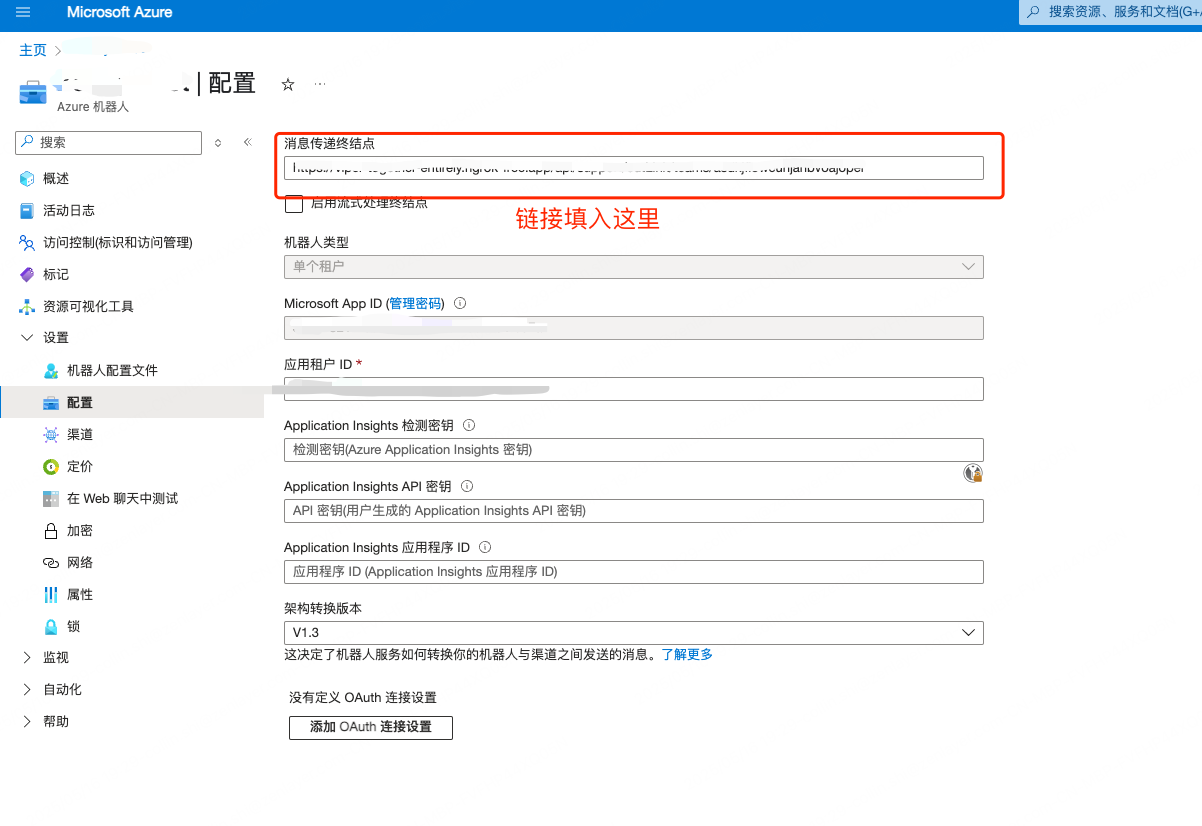 Microsoft Azure
搜索资源、服务和文档(G+/
主页
| 配置
Azure 机器人
搜索
概述
活动日志
访问控制(标识和访问管理)
标记
资源可视化工具
设置
机器人配置文件
配置
渠道
定价
在 Web 聊天中测试
加密
网络
属性
锁
监视
自动化
帮助
消息传递终结点
启用流式处理终结点
链接填入这里
机器人类型
单个租户
Microsoft App ID (管理密码)
应用租户 ID *
Application Insights 检测密钥
检测密钥(Azure Application Insights 密钥)
Application Insights API 密钥
API 密钥(用户生成的 Application Insights API 密钥)
Application Insights 应用程序 ID
应用程序 ID (Application Insights 应用程序 ID)
架构转换版本
V1.3
这决定了机器人服务如何转换你的机器人与渠道之间发送的消息。了解更多
没有定义 OAuth 连接设置
添加 OAuth 连接设置